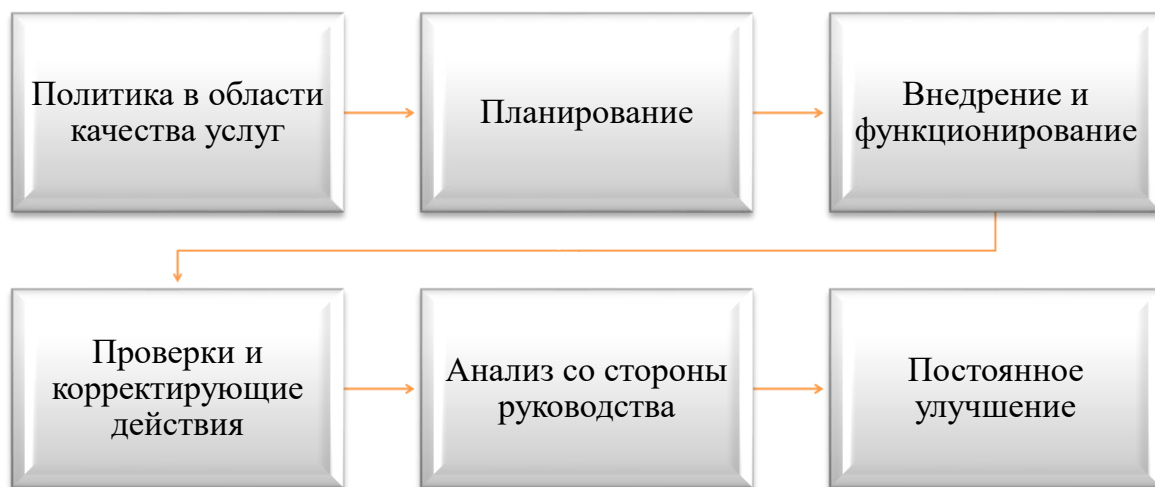 Политика в области
качества услуг
Планирование
Внедрение и
функционирование
Проверки и
корректирующие
действия
Анализ со стороны
руководства
Постоянное
улучшение